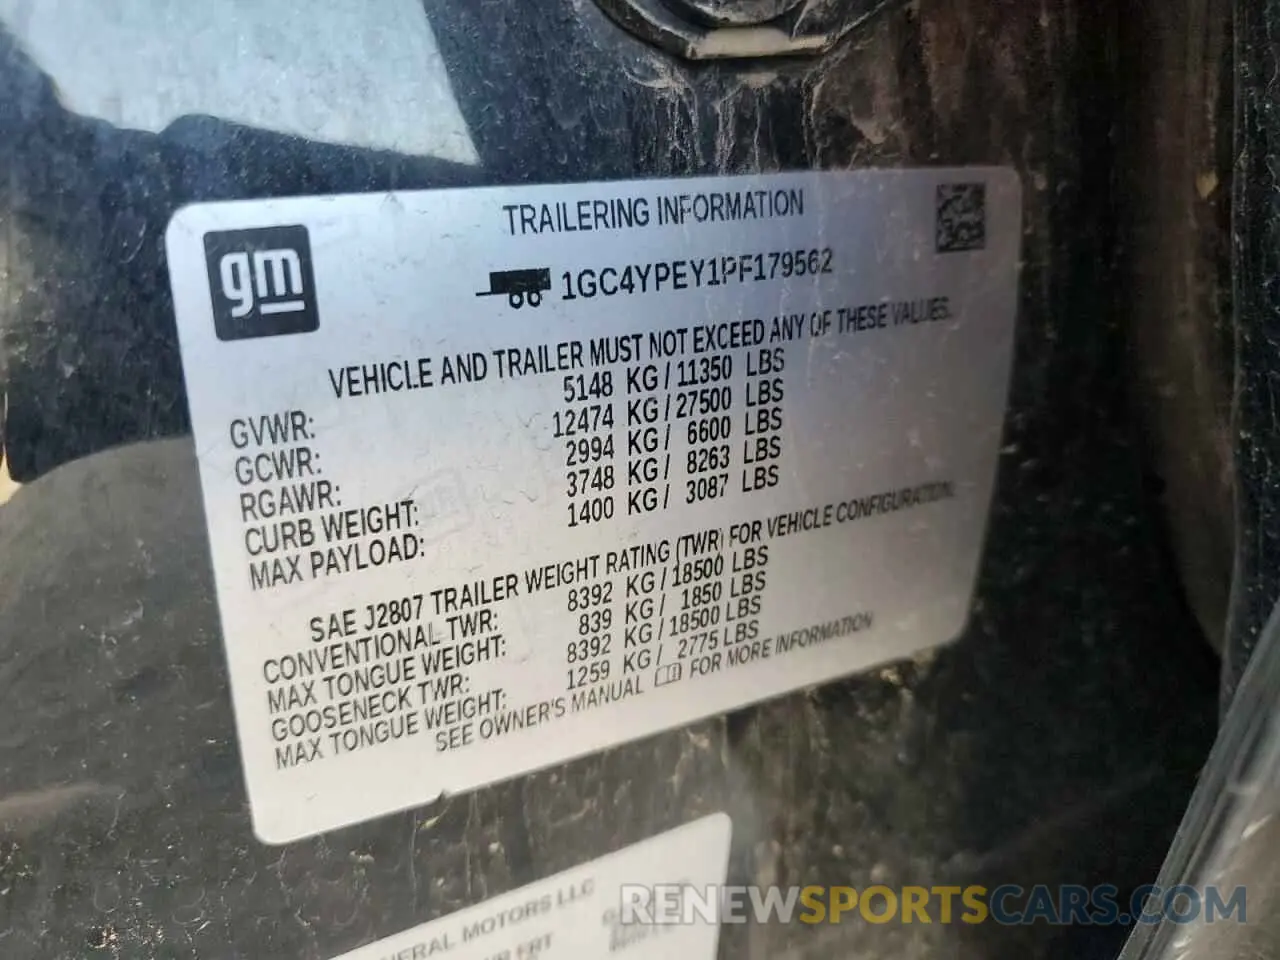 TRAILERING INFORMATION
gm
1GC4YPEY1PF179562
VEHICLE AND TRAILER MUST NOT EXCEED ANY OF THESE VALUES.
GVWR: 5148 KG / 11350 LBS
GCWR: 12474 KG / 27500 LBS
RGAWR: 2994 KG / 6600 LBS
CURB WEIGHT: 3748 KG / 8263 LBS
MAX PAYLOAD: 1400 KG / 3087 LBS
SAE J2807 TRAILER WEIGHT RATING (TWR) FOR VEHICLE CONFIGURATION.
CONVENTIONAL TWR: 8392 KG / 18500 LBS
MAX TONGUE WEIGHT: 839 KG / 1850 LBS
GOOSENECK TWR: 8392 KG / 18500 LBS
MAX TONGUE WEIGHT: 1259 KG / 2775 LBS
SEE OWNER'S MANUAL FOR MORE INFORMATION
MOTORS LLC
FRT
RENEWSPORTSCARS.COM